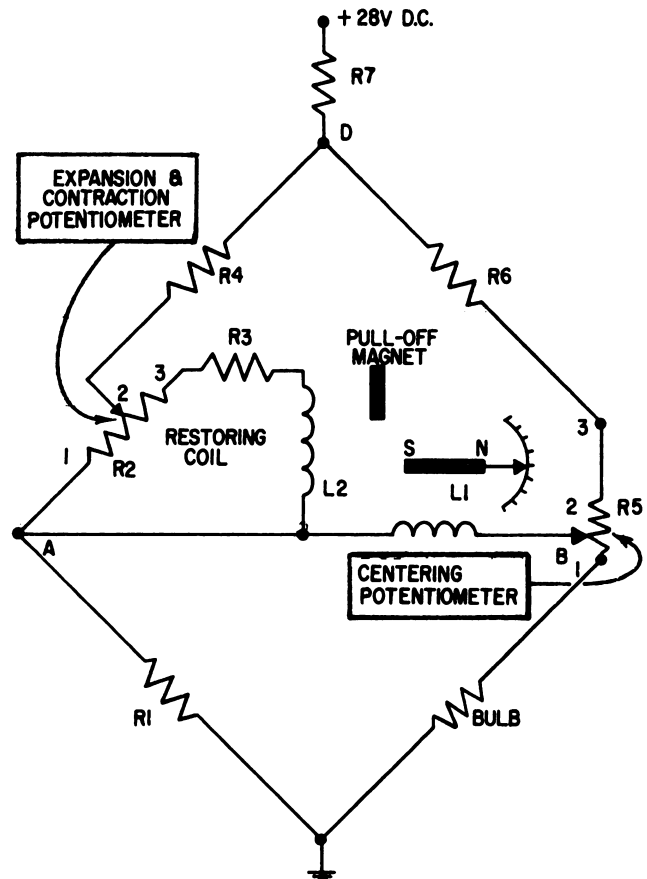 + 28V D.C.
R7
D
EXPANSION &
CONTRACTION
POTENTIOMETER
R4
R6
R3
PULL-OFF
MAGNET
2
3
3
1
R2
RESTORING
COIL
S N
L2
L1
2
R5
A
B
1
CENTERING
POTENTIOMETER
R1
BULB